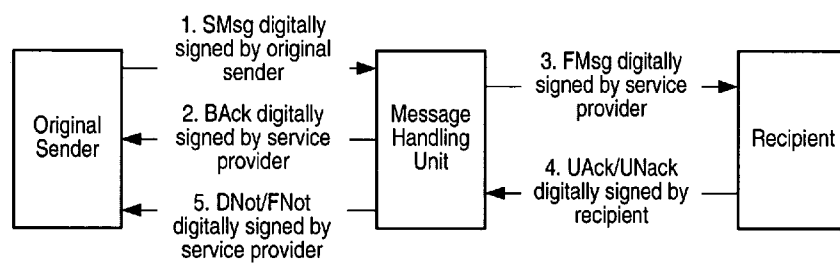 Original
Sender
1. SMsg digitally
signed by original
sender
2. BAck digitally
signed by service
provider
5. DNot/FNot
digitally signed by
service provider
Message
Handling
Unit
3. FMsg digitally
signed by service
provider
4. UAck/UNack
digitally signed by
recipient
Recipient